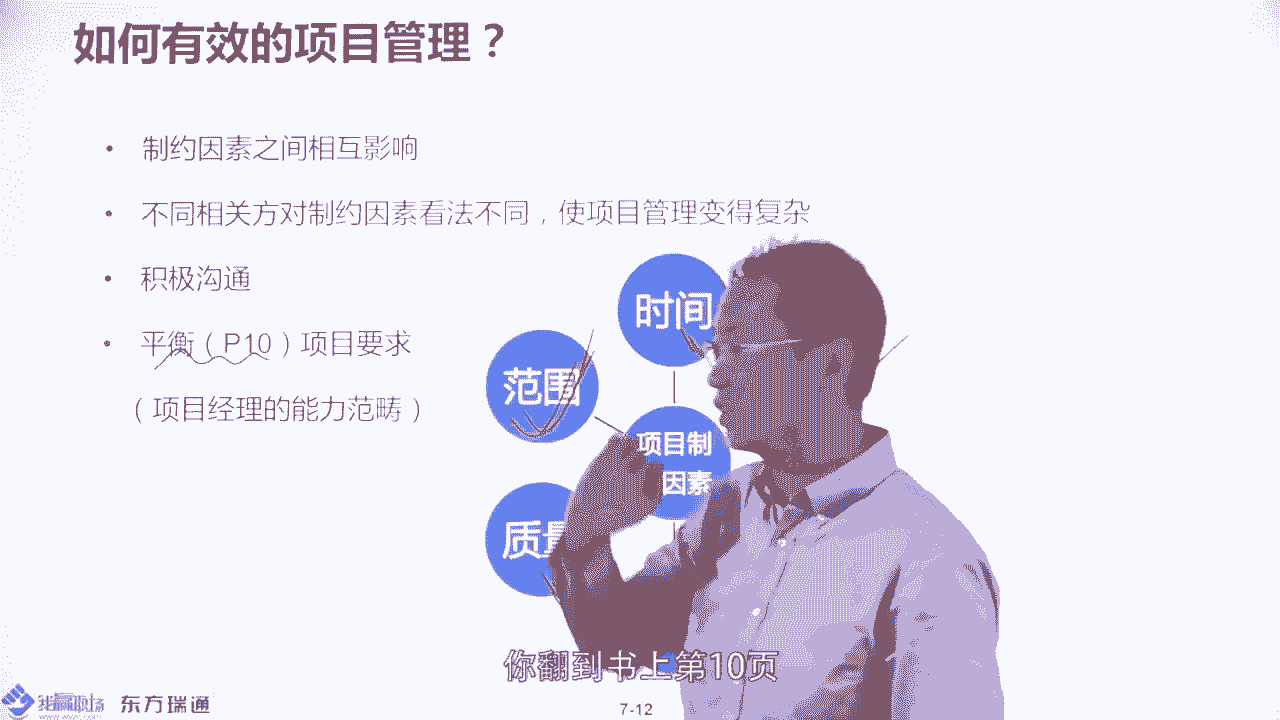 如何有效的项目管理？
• 制约因素之间相互影响
• 不同相关方对制约因素看法不同，使项目管理变得复杂
• 积极沟通
• 平衡（P10）项目要求
（项目经理的能力范畴）
时间
范围
项目制
因素
质量
你翻到书上第10页
东方瑞通
7-12